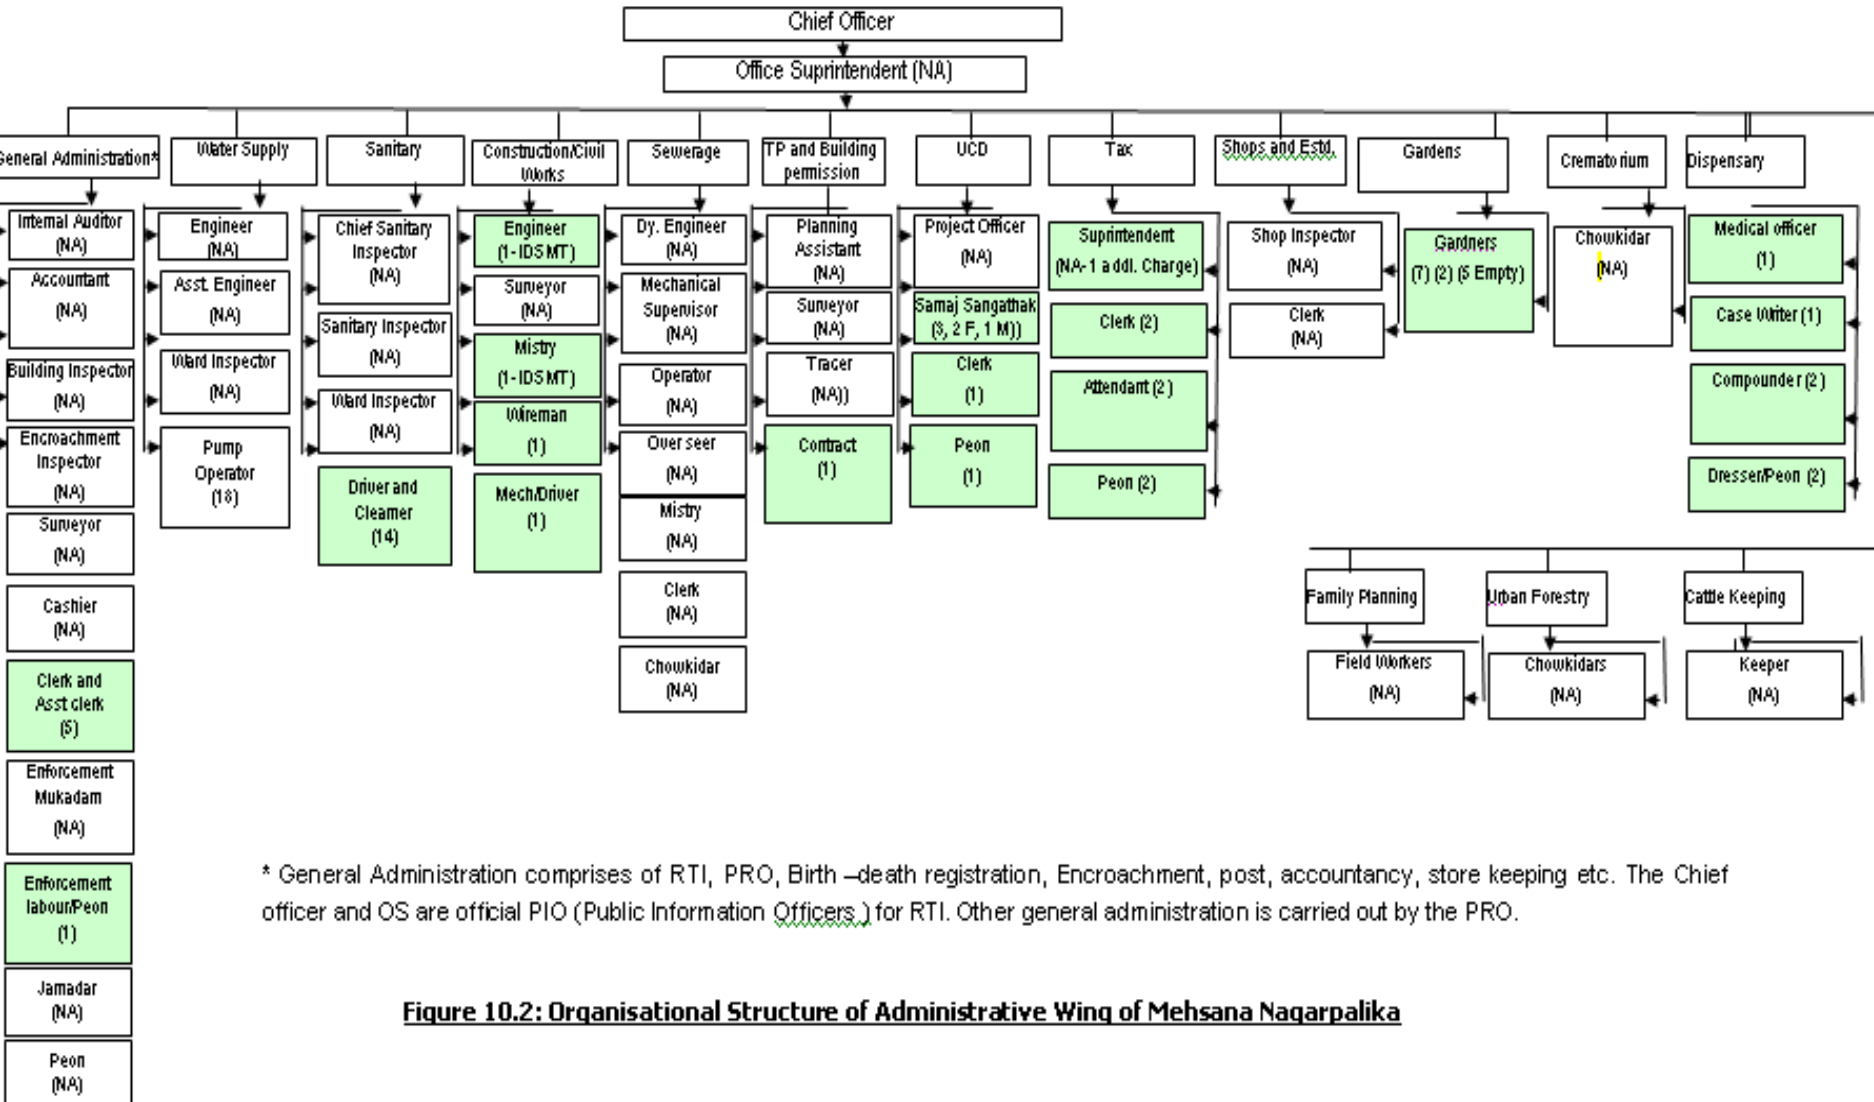 Chief Officer
Office Suprintendent (NA)
General Administration*
Water Supply
Sanitary
Construction/Civil
Works
Sewerage
TP and Building
permission
UCD
Tax
Shops and Estd.
Gardens
Crematorium
Dispensary
Internal Auditor
(NA)
Accountant
(NA)
Building Inspector
(NA)
Encroachment
Inspector
(NA)
Surveyor
(NA)
Cashier
(NA)
Clerk and
Asst clerk
(5)
Enforcement
Mukadam
(NA)
Enforcement
labour/Peon
(1)
Jamadar
(NA)
Peon
(NA)
Engineer
(NA)
Asst. Engineer
(NA)
Ward Inspector
(NA)
Pump
Operator
(18)
Chief Sanitary
Inspector
(NA)
Sanitary Inspector
(NA)
Ward Inspector
(NA)
Driver and
Cleamer
(14)
Engineer
(1-IDSMT)
Surveyor
(NA)
Mistry
(1-IDSMT)
Wireman
(1)
Mech/Driver
(1)
Dy. Engineer
(NA)
Mechanical
Supervisor
(NA)
Operator
(NA)
Over seer
(NA)
Mistry
(NA)
Clerk
(NA)
Chowkidar
(NA)
Planning
Assistant
(NA)
Surveyor
(NA)
Tracer
(NA))
Contract
(1)
Project Officer
(NA)
Samaj Sangathak
(3, 2 F, 1 M))
Clerk
(1)
Peon
(1)
Suprintendent
(NA-1 addl. Charge)
Clerk (2)
Attendant (2)
Peon (2)
Shop Inspector
(NA)
Clerk
(NA)
Gardners
(7) (2) (5 Empty)
Chowkidar
(NA)
Medical officer
(1)
Case Writer (1)
Compounder (2)
Dresser/Peon (2)
Family Planning
Urban Forestry
Cattle Keeping
Field Workers
(NA)
Chowkidars
(NA)
Keeper
(NA)
* General Administration comprises of RTI, PRO, Birth –death registration, Encroachment, post, accountancy, store keeping etc. The Chief
officer and OS are official PIO (Public Information Officers ) for RTI. Other general administration is carried out by the PRO.
Figure 10.2: Organisational Structure of Administrative Wing of Mehsana Nagarpalika